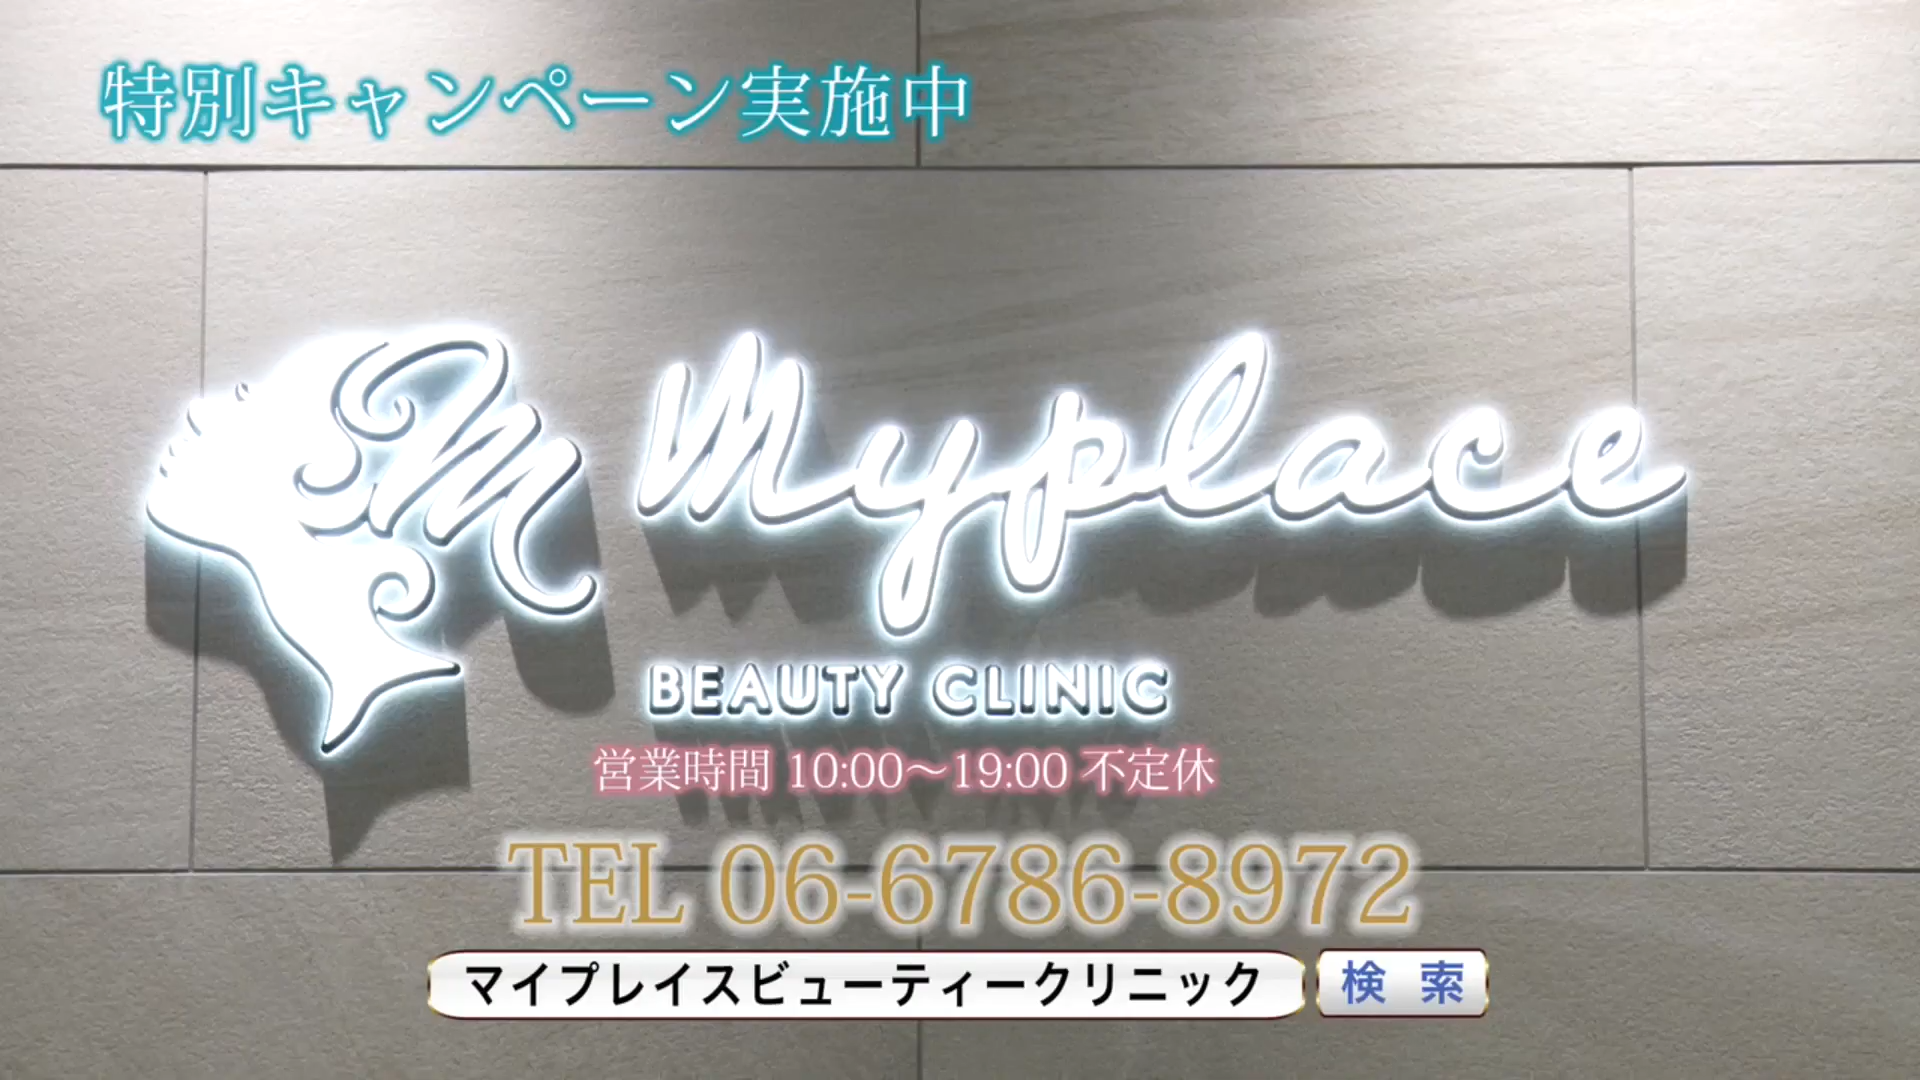 特別キャンペーン実施中
M Myplace
BEAUTY CLINIC
営業時間 10:00〜19:00 不定休
TEL 06-6786-8972
マイプレイスビューティークリニック 検索